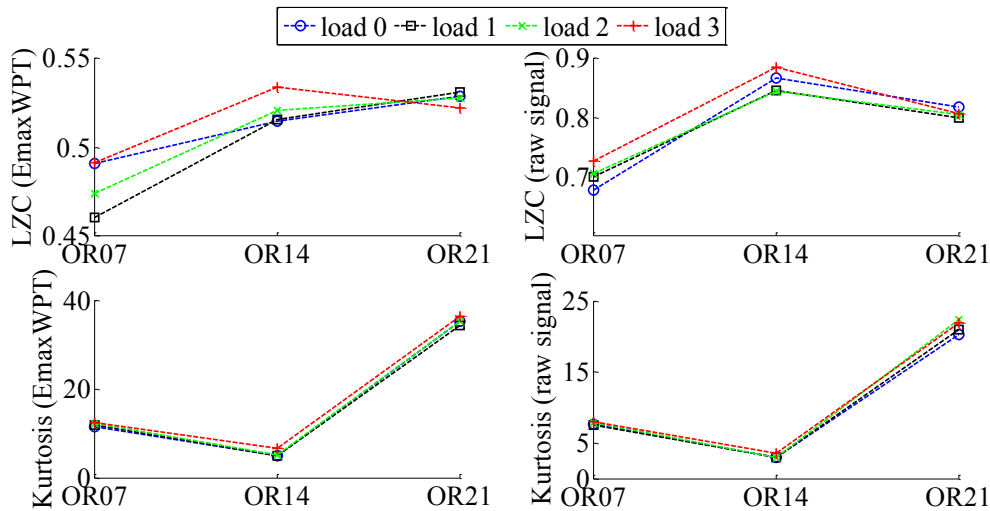 load 0 load 1 load 2 load 3
LZC (EmaxWPT)
0.55
0.5
0.45
OR07 OR14 OR21
LZC (raw signal)
0.9
0.8
0.7
OR07 OR14 OR21
Kurtosis (EmaxWPT)
40
20
0
OR07 OR14 OR21
Kurtosis (raw signal)
25
15
5
0
OR07 OR14 OR21